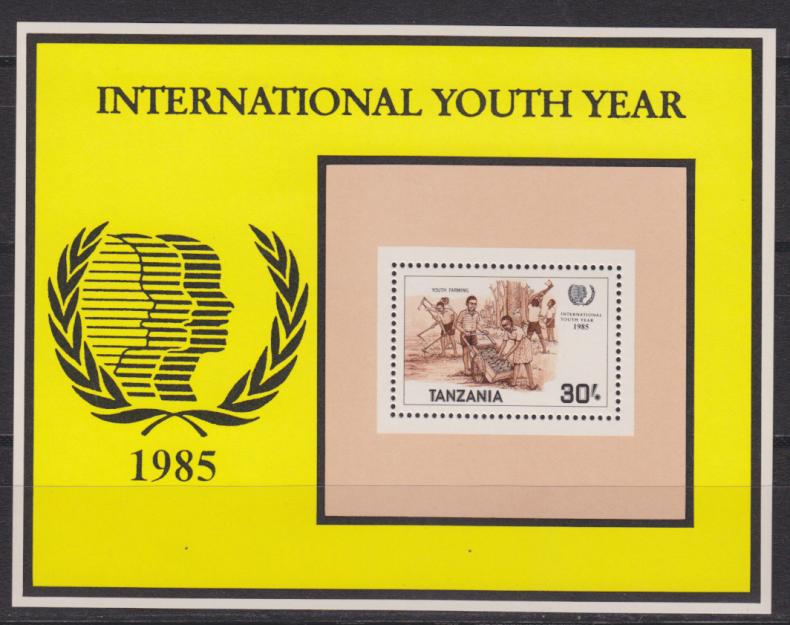 INTERNATIONAL YOUTH YEAR
1985
YOUTH FARMING
INTERNATIONAL
YOUTH YEAR
1985
TANZANIA
30/-